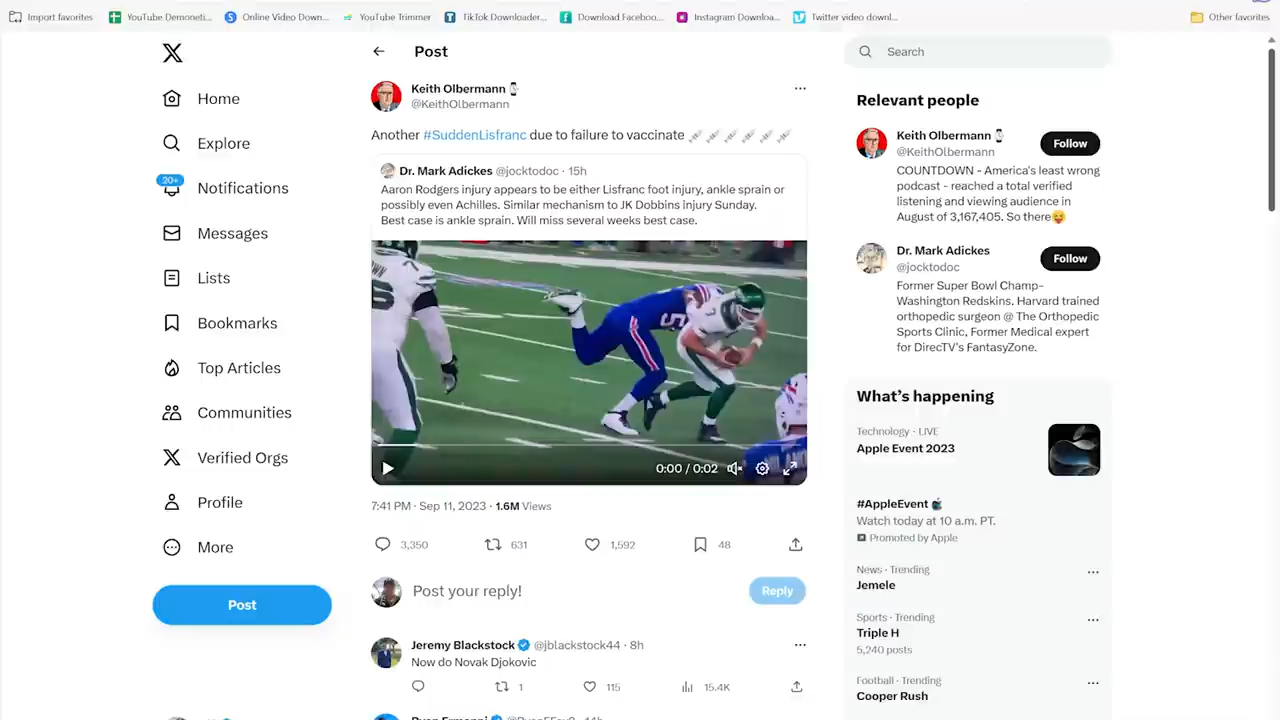 Import favorites
YouTube Demoneti...
Online Video Down...
YouTube Trimmer
TikTok Downloader...
Download Faceboo...
Instagram Downloa...
Twitter video downl...
Other favorites
Home
Explore
20+
Notifications
Messages
Lists
Bookmarks
Top Articles
Communities
Verified Orgs
Profile
More
Post
Post
Keith Olbermann
@KeithOlbermann
Another #SuddenLisfranc due to failure to vaccinate
Dr. Mark Adickes @jocktodoc · 15h
Aaron Rodgers injury appears to be either Lisfranc foot injury, ankle sprain or
possibly even Achilles. Similar mechanism to JK Dobbins injury Sunday.
Best case is ankle sprain. Will miss several weeks best case.
0:00 / 0:02
7:41 PM · Sep 11, 2023 · 1.6M Views
3,350
631
1,592
48
Post your reply!
Reply
Jeremy Blackstock @jblackstock44 · 8h
Now do Novak Djokovic
1
115
15.4K
Search
Relevant people
Keith Olbermann
@KeithOlbermann
Follow
COUNTDOWN - America's least wrong
podcast - reached a total verified
listening and viewing audience in
August of 3,167,405. So there
Dr. Mark Adickes
@jocktodoc
Follow
Former Super Bowl Champ-
Washington Redskins. Harvard trained
orthopedic surgeon @ The Orthopedic
Sports Clinic, Former Medical expert
for DirecTV's FantasyZone.
What's happening
Technology · LIVE
Apple Event 2023
#AppleEvent
Watch today at 10 a.m. PT.
Promoted by Apple
News · Trending
Jemele
Sports · Trending
Triple H
5,240 posts
Football · Trending
Cooper Rush